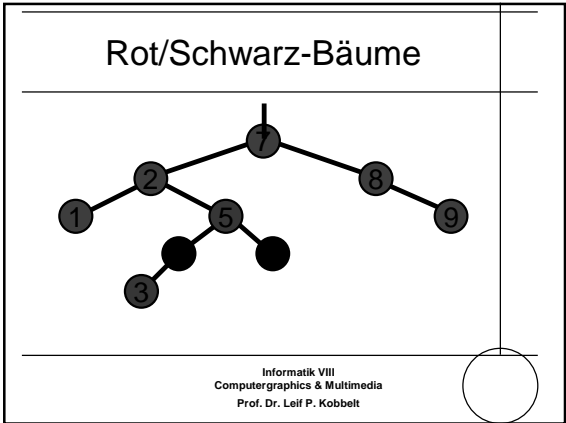 Rot/Schwarz-Bäume
7
2
8
1
5
9
3
Informatik VIII
Computergraphics & Multimedia
Prof. Dr. Leif P. Kobbelt